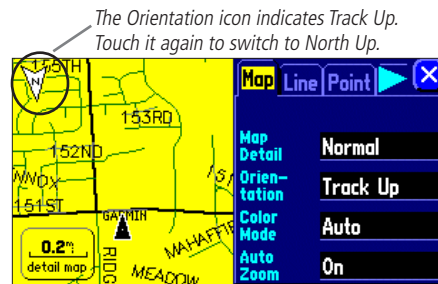 The Orientation icon indicates Track Up.
Touch it again to switch to North Up.
155TH
N
153RD
152ND
151ST
GARMIN
MAHAFFIE
RIDG
MEADOW
0.2
detail map
Map Line Point
Map Detail Normal
Orien-tation Track Up
Color Mode Auto
Auto Zoom On